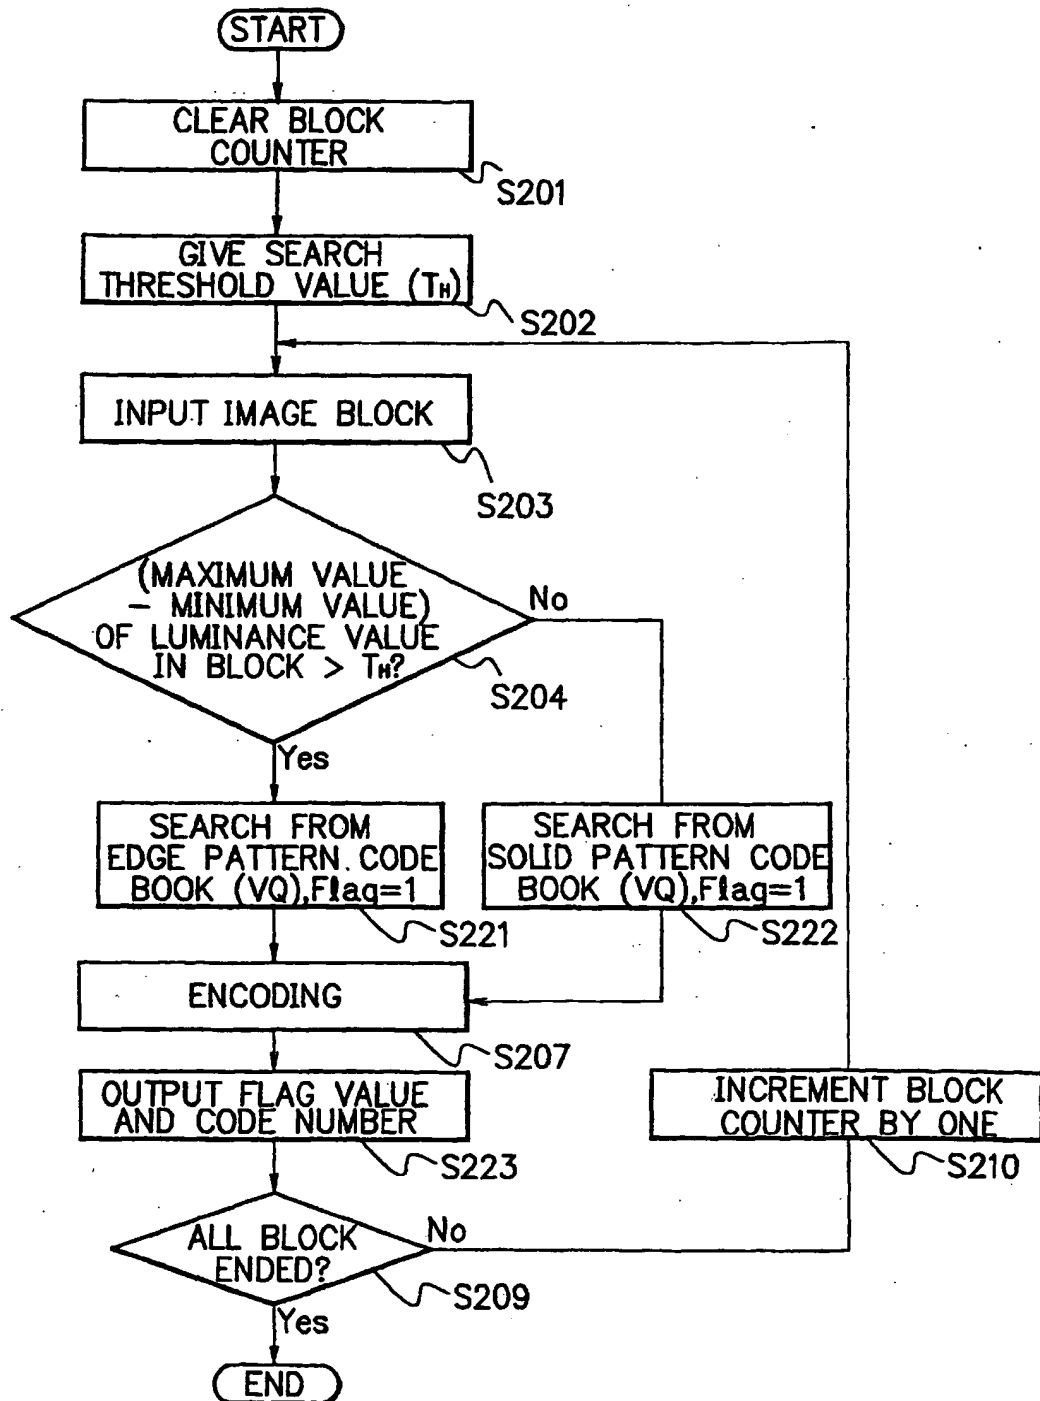 START
CLEAR BLOCK
COUNTER
S201
GIVE SEARCH
THRESHOLD VALUE (TH)
S202
INPUT IMAGE BLOCK
S203
(MAXIMUM VALUE
- MINIMUM VALUE)
OF LUMINANCE VALUE
IN BLOCK > TH?
No
S204
Yes
SEARCH FROM
EDGE PATTERN CODE
BOOK (VQ),Flag=1
S221
SEARCH FROM
SOLID PATTERN CODE
BOOK (VQ),Flag=1
S222
ENCODING
S207
OUTPUT FLAG VALUE
AND CODE NUMBER
S223
INCREMENT BLOCK
COUNTER BY ONE
S210
ALL BLOCK
ENDED?
No
S209
Yes
END